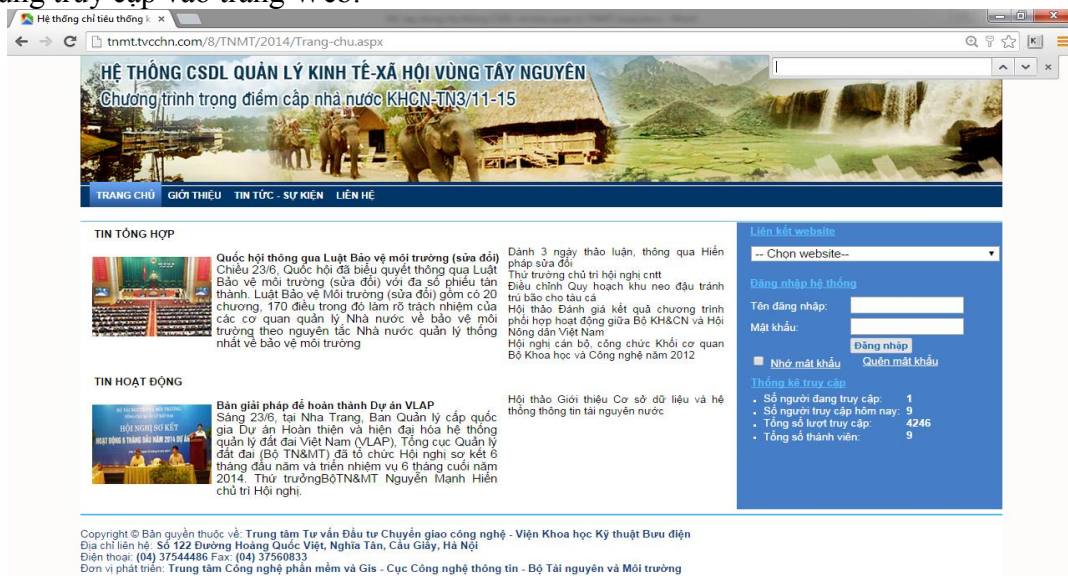 Hệ thống chỉ tiêu thống k
tnmt.tvcchn.com/8/TNMT/2014/Trang-chu.aspx
HỆ THỐNG CSDL QUẢN LÝ KINH TẾ-XÃ HỘI VÙNG TÂY NGUYÊN
Chương trình trọng điểm cấp nhà nước KHCN-TN3/11-15
TRANG CHỦ GIỚI THIỆU TIN TỨC - SỰ KIỆN LIÊN HỆ
TIN TỔNG HỢP
Quốc hội thông qua Luật Bảo vệ môi trường (sửa đổi)
Chiều 23/6, Quốc hội đã biểu quyết thông qua Luật
Bảo vệ môi trường (sửa đổi) với đa số phiếu tán
thành. Luật Bảo vệ Môi trường (sửa đổi) gồm có 20
chương, 170 điều trong đó làm rõ trách nhiệm của
các cơ quan quản lý Nhà nước về bảo vệ môi
trường theo nguyên tắc Nhà nước quản lý thống
nhất về bảo vệ môi trường
Dành 3 ngày thảo luận, thông qua Hiến
pháp sửa đổi
Thứ trưởng chủ trì hội nghị cntt
Điều chỉnh Quy hoạch khu neo đậu tránh
trú bão cho tàu cá
Hội thảo Đánh giá kết quả chương trình
phối hợp hoạt động giữa Bộ KH&CN và Hội
Nông dân Việt Nam
Hội nghị cán bộ, công chức Khối cơ quan
Bộ Khoa học và Công nghệ năm 2012
TIN HOẠT ĐỘNG
HỘI NGHỊ SƠ KẾT
Bàn giải pháp để hoàn thành Dự án VLAP
Sáng 23/6, tại Nha Trang, Ban Quản lý cấp quốc
gia Dự án Hoàn thiện và hiện đại hóa hệ thống
quản lý đất đai Việt Nam (VLAP), Tổng cục Quản lý
đất đai (Bộ TN&MT) đã tổ chức Hội nghị sơ kết 6
tháng đầu năm và triển nhiệm vụ 6 tháng cuối năm
2014. Thứ trưởngBộTN&MT Nguyễn Mạnh Hiển
chủ trì Hội nghị.
Hội thảo Giới thiệu Cơ sở dữ liệu và hệ
thống thông tin tài nguyên nước
Liên kết website
-- Chọn website--
Đăng nhập hệ thống
Tên đăng nhập:
Mật khẩu:
Đăng nhập
Nhớ mật khẩu Quên mật khẩu
Thống kê truy cập
Số người đang truy cập: 1
Số người truy cập hôm nay: 9
Tổng số lượt truy cập: 4246
Tổng số thành viên: 9
Copyright © Bản quyền thuộc về: Trung tâm Tư vấn Đầu tư Chuyển giao công nghệ - Viện Khoa học Kỹ thuật Bưu điện
Địa chỉ liên hệ: Số 122 Đường Hoàng Quốc Việt, Nghĩa Tân, Cầu Giấy, Hà Nội
Điện thoại: (04) 37544486 Fax: (04) 37560833
Đơn vị phát triển: Trung tâm Công nghệ phần mềm và Gis - Cục Công nghệ thông tin - Bộ Tài nguyên và Môi trường